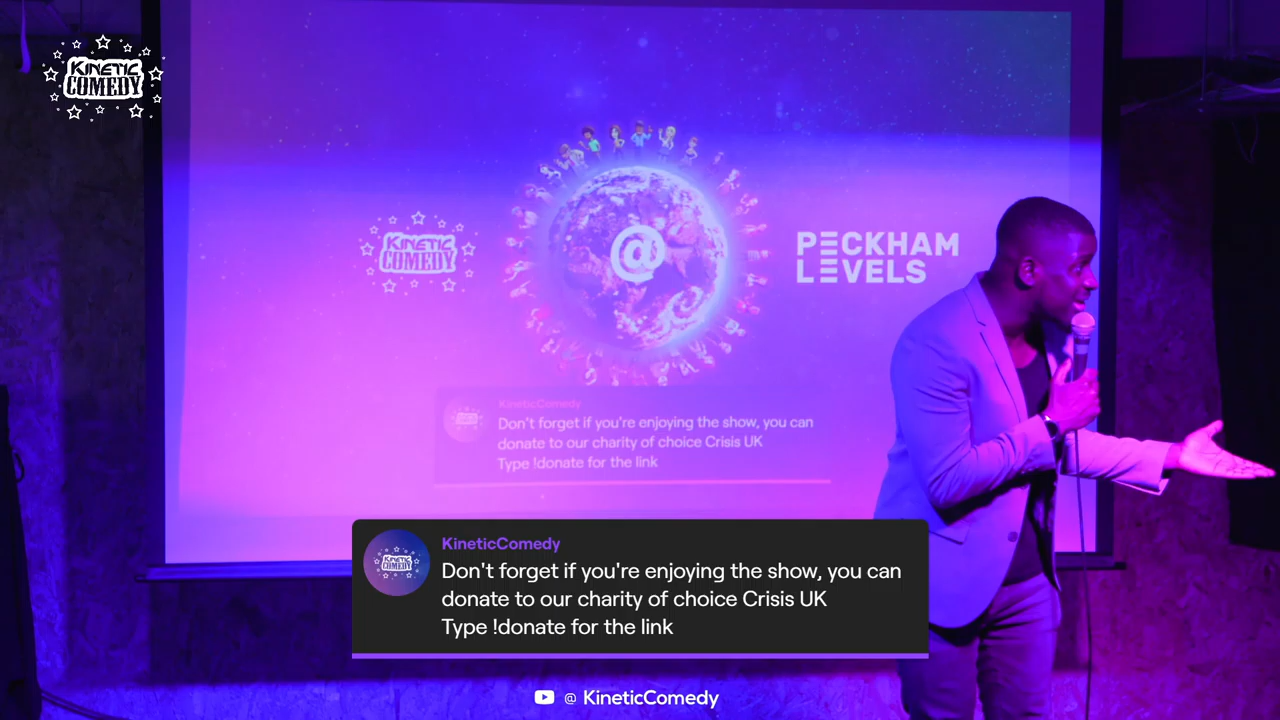 KINETIC
COMEDY
KINETIC
COMEDY
@
PECKHAM
LEVELS
KineticComedy
Don't forget if you're enjoying the show, you can
donate to our charity of choice Crisis UK
Type !donate for the link
KineticComedy
Don't forget if you're enjoying the show, you can
donate to our charity of choice Crisis UK
Type !donate for the link
@ KineticComedy